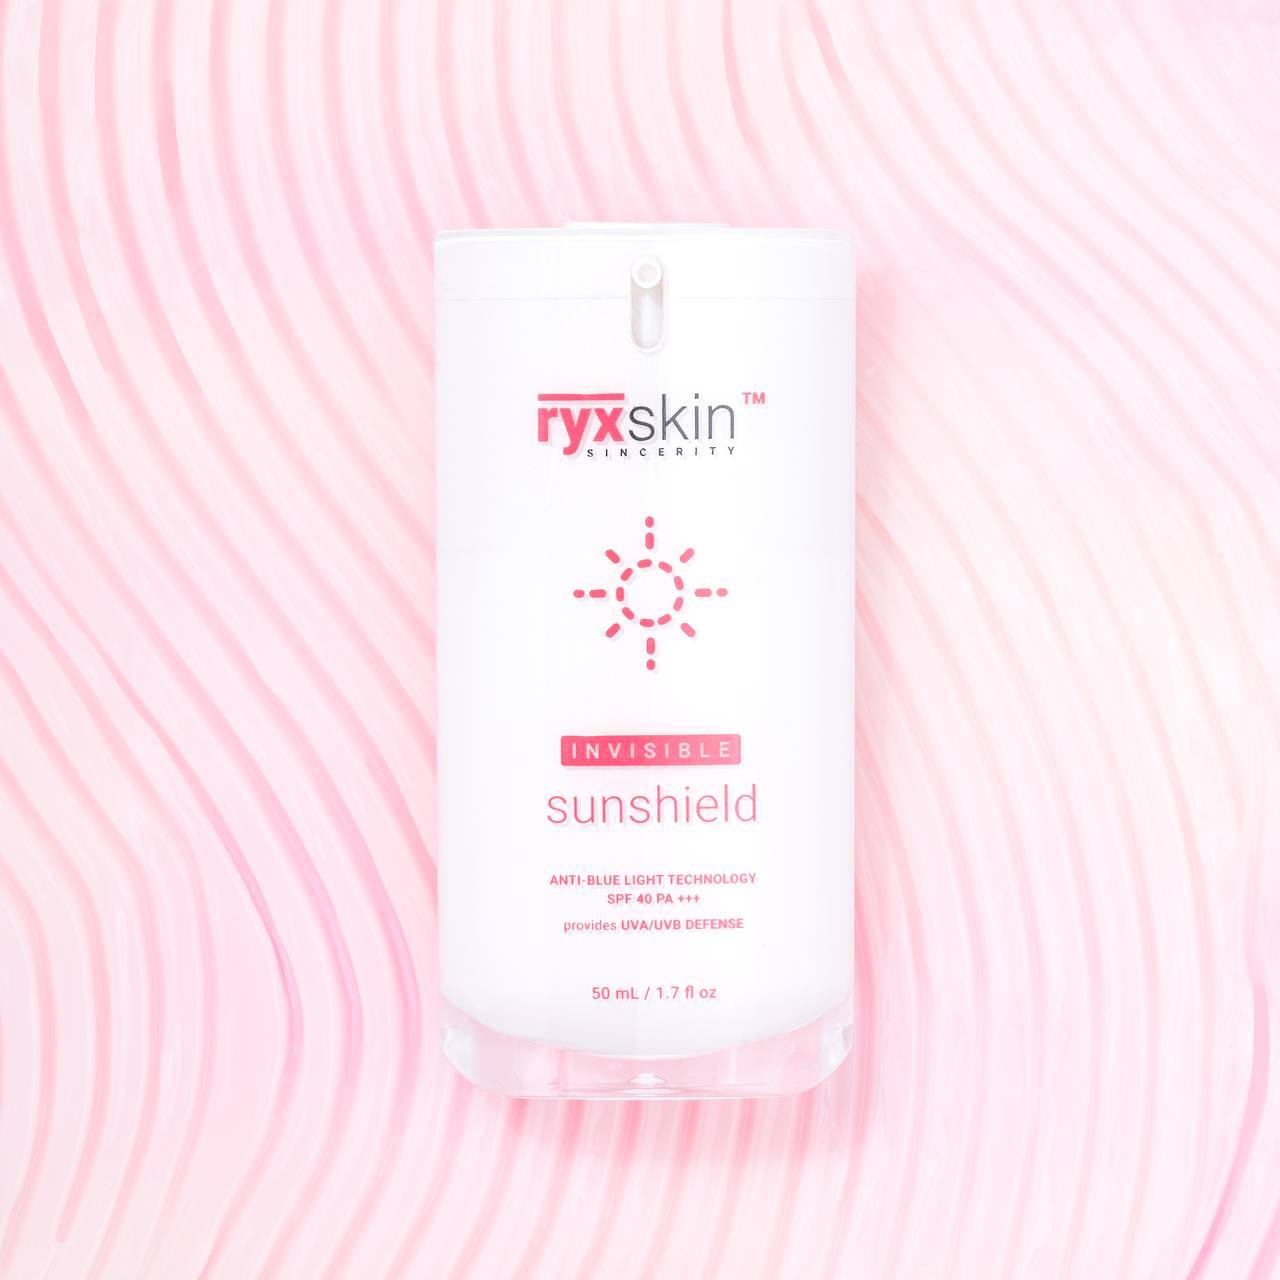 ryxskin™
SINCERITY
INVISIBLE
sunshield
ANTI-BLUE LIGHT TECHNOLOGY
SPF 40 PA +++
provides UVA/UVB DEFENSE
50 mL / 1.7 fl oz